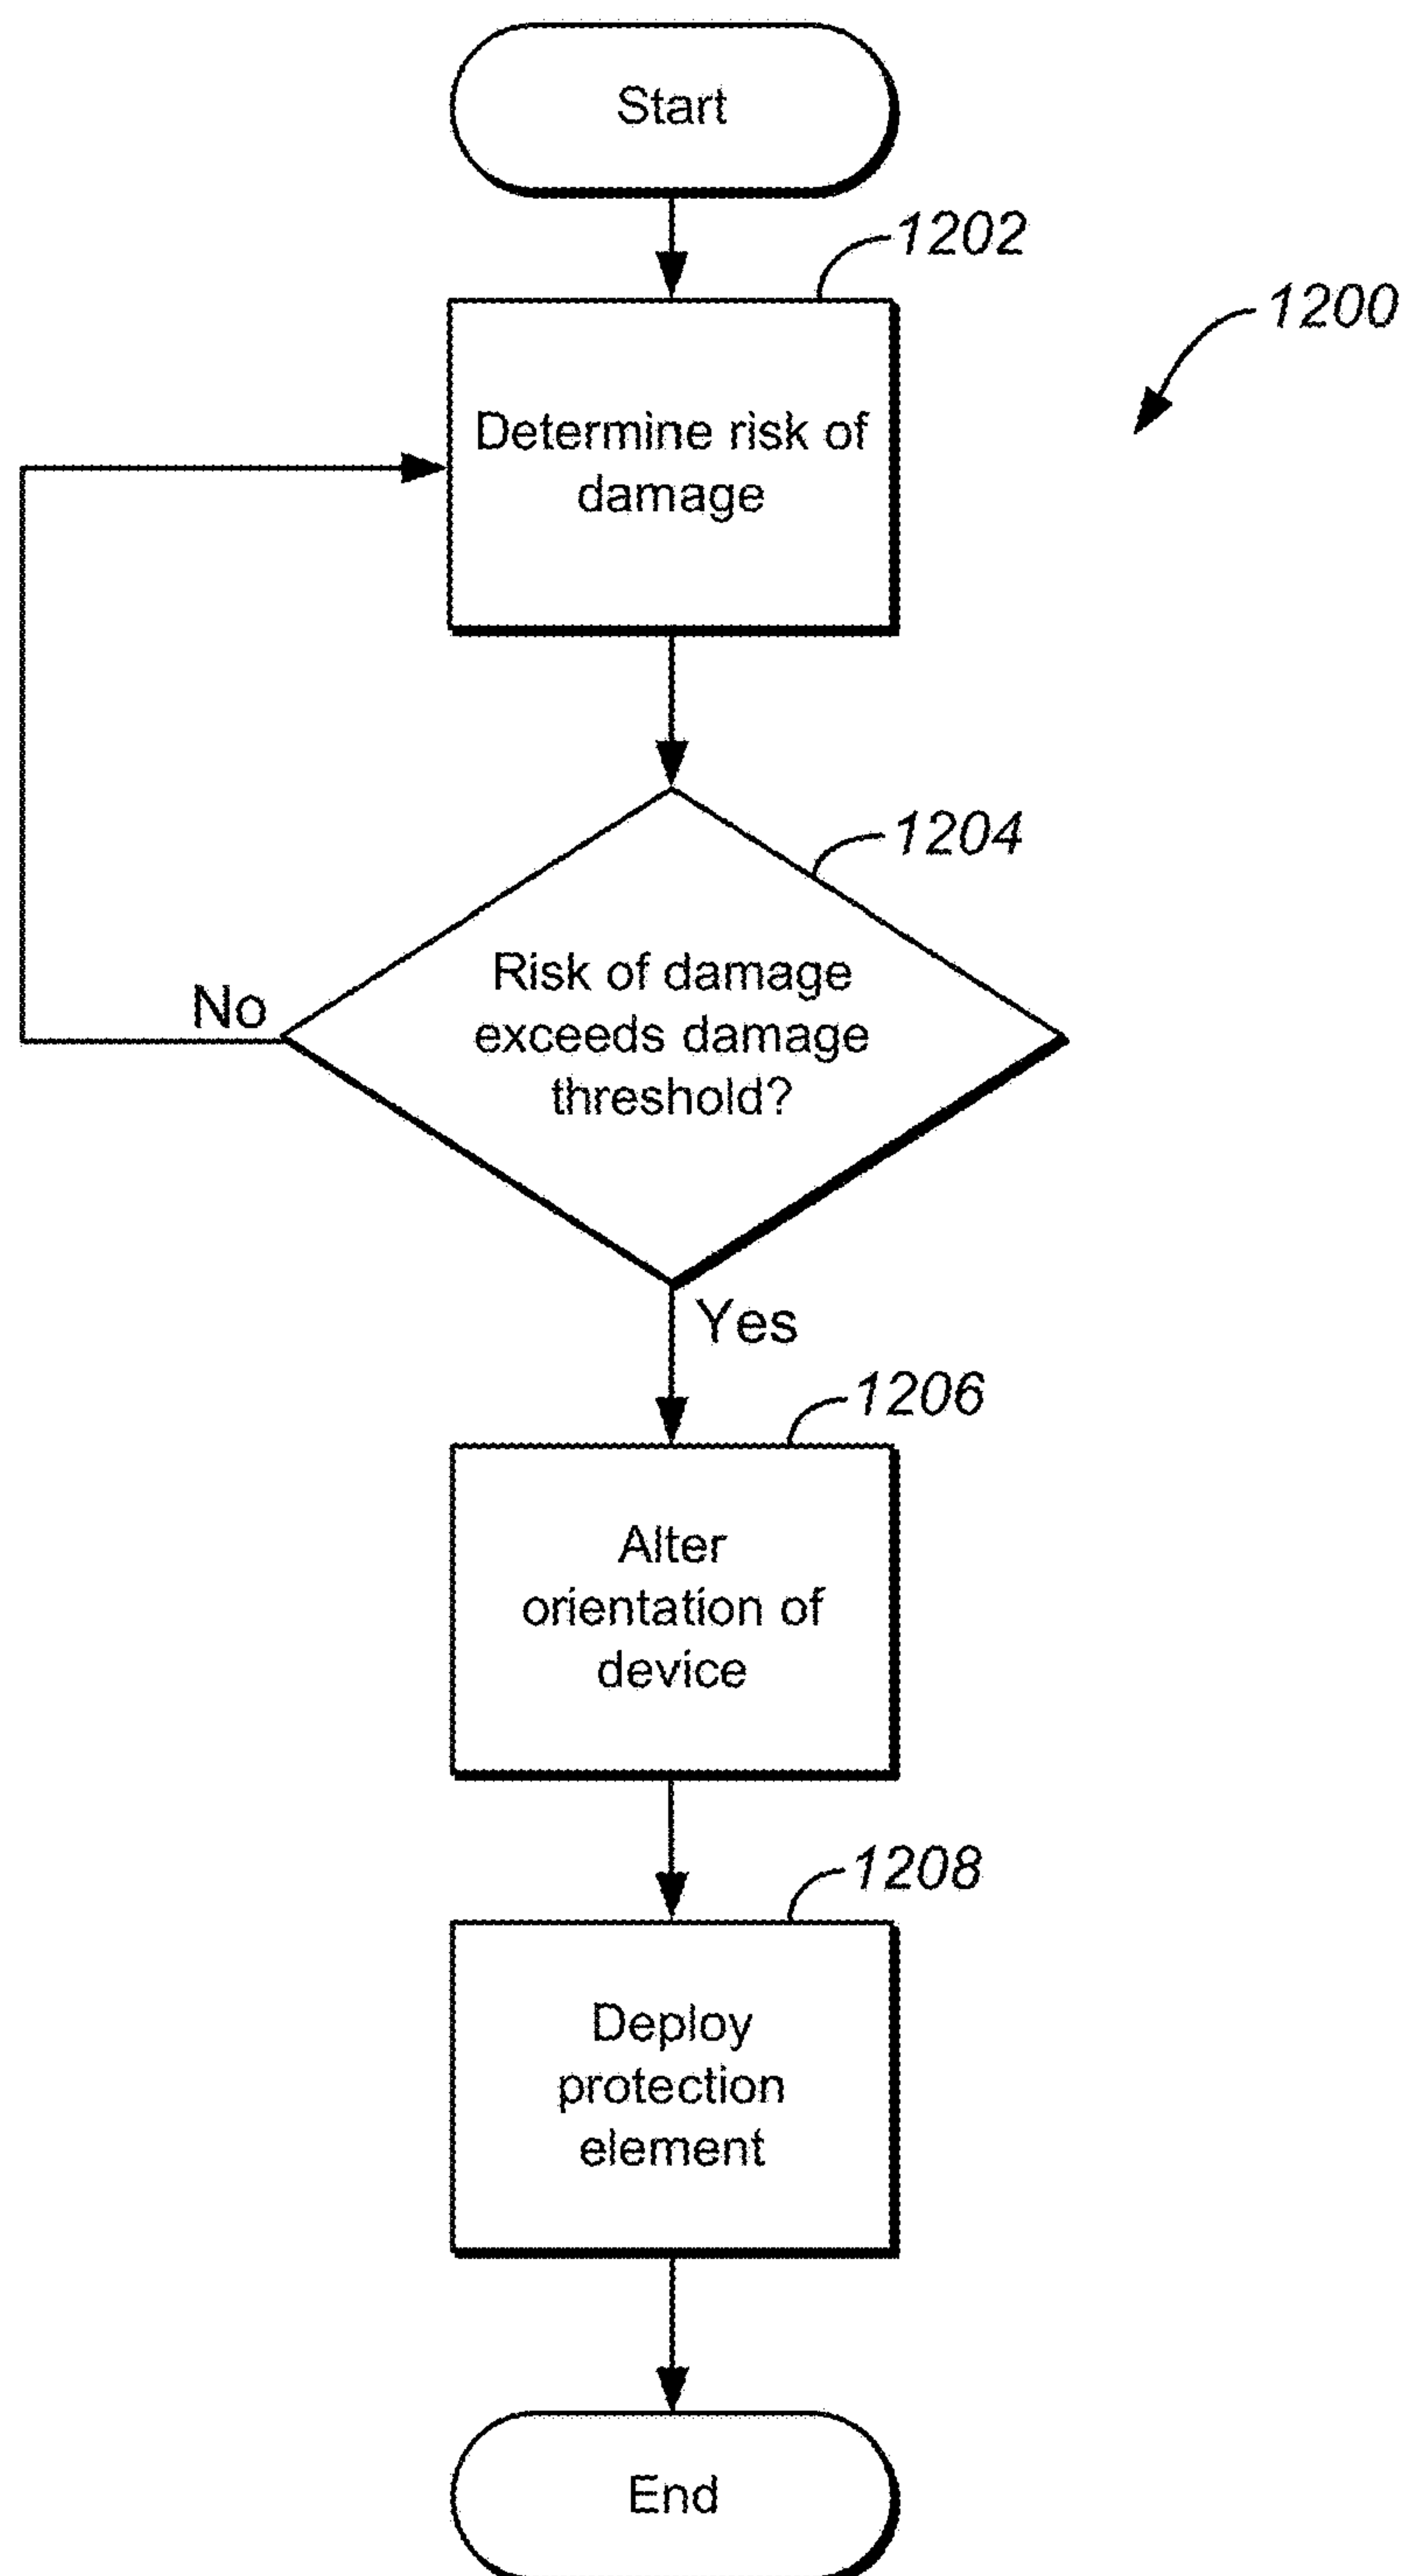 Start
1202
1200
Determine risk of
damage
1204
Risk of damage
exceeds damage
threshold?
No
Yes
1206
Alter
orientation of
device
1208
Deploy
protection
element
End